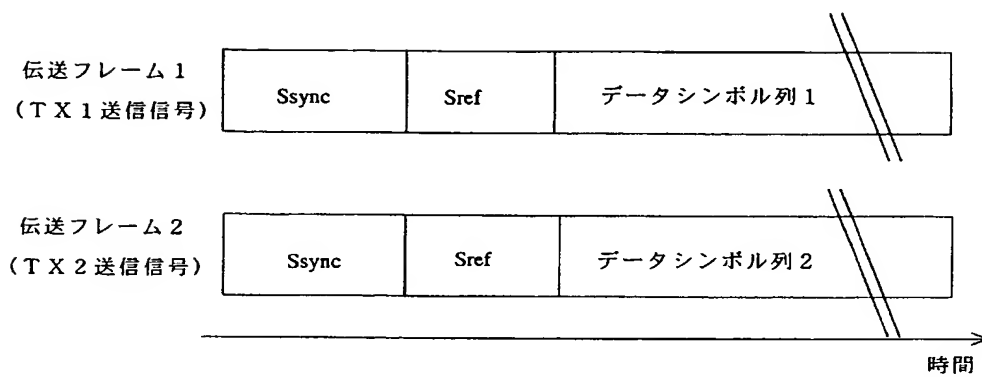 伝送フレーム1
(TX1送信信号)
Ssync
Sref
データシンボル列1
伝送フレーム2
(TX2送信信号)
Ssync
Sref
データシンボル列2
時間